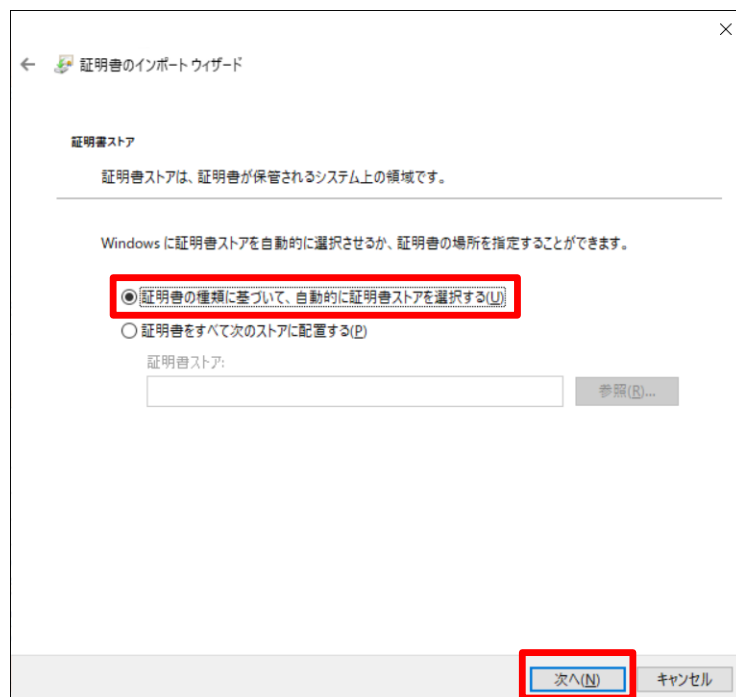 証明書のインポート ウィザード
証明書ストア
証明書ストアは、証明書が保管されるシステム上の領域です。
Windows に証明書ストアを自動的に選択させるか、証明書の場所を指定することができます。
証明書の種類に基づいて、自動的に証明書ストアを選択する(U)
証明書をすべて次のストアに配置する(P)
証明書ストア:
参照(R)...
次へ(N) キャンセル